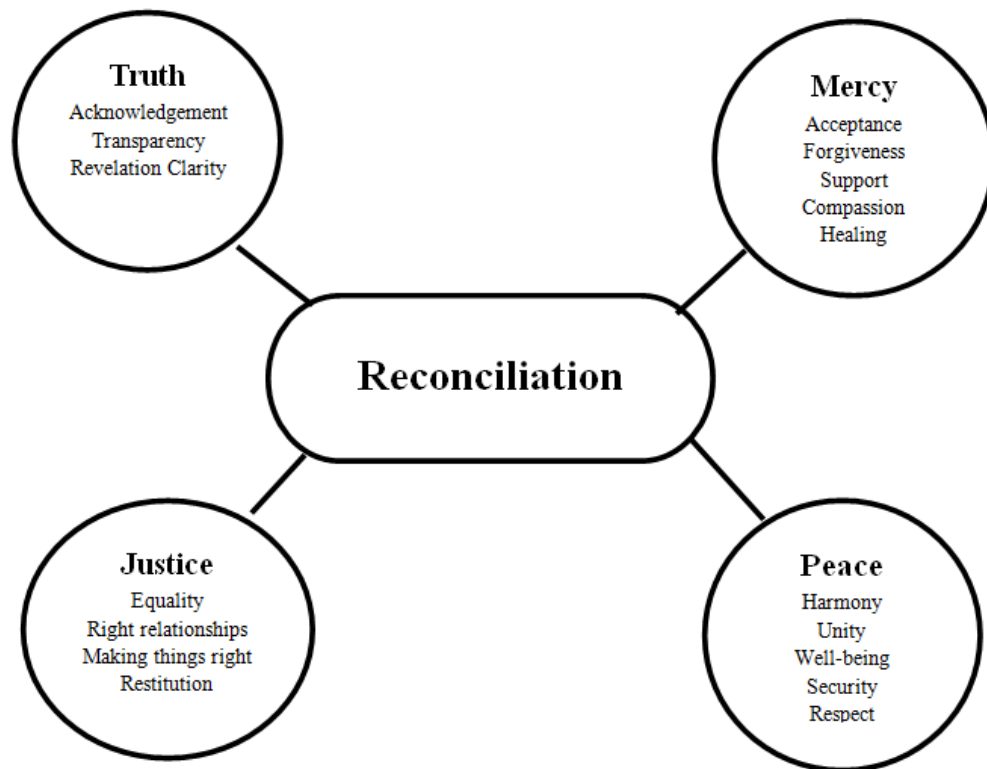 Truth
Acknowledgement
Transparency
Revelation Clarity
Mercy
Acceptance
Forgiveness
Support
Compassion
Healing
Reconciliation
Justice
Equality
Right relationships
Making things right
Restitution
Peace
Harmony
Unity
Well-being
Security
Respect